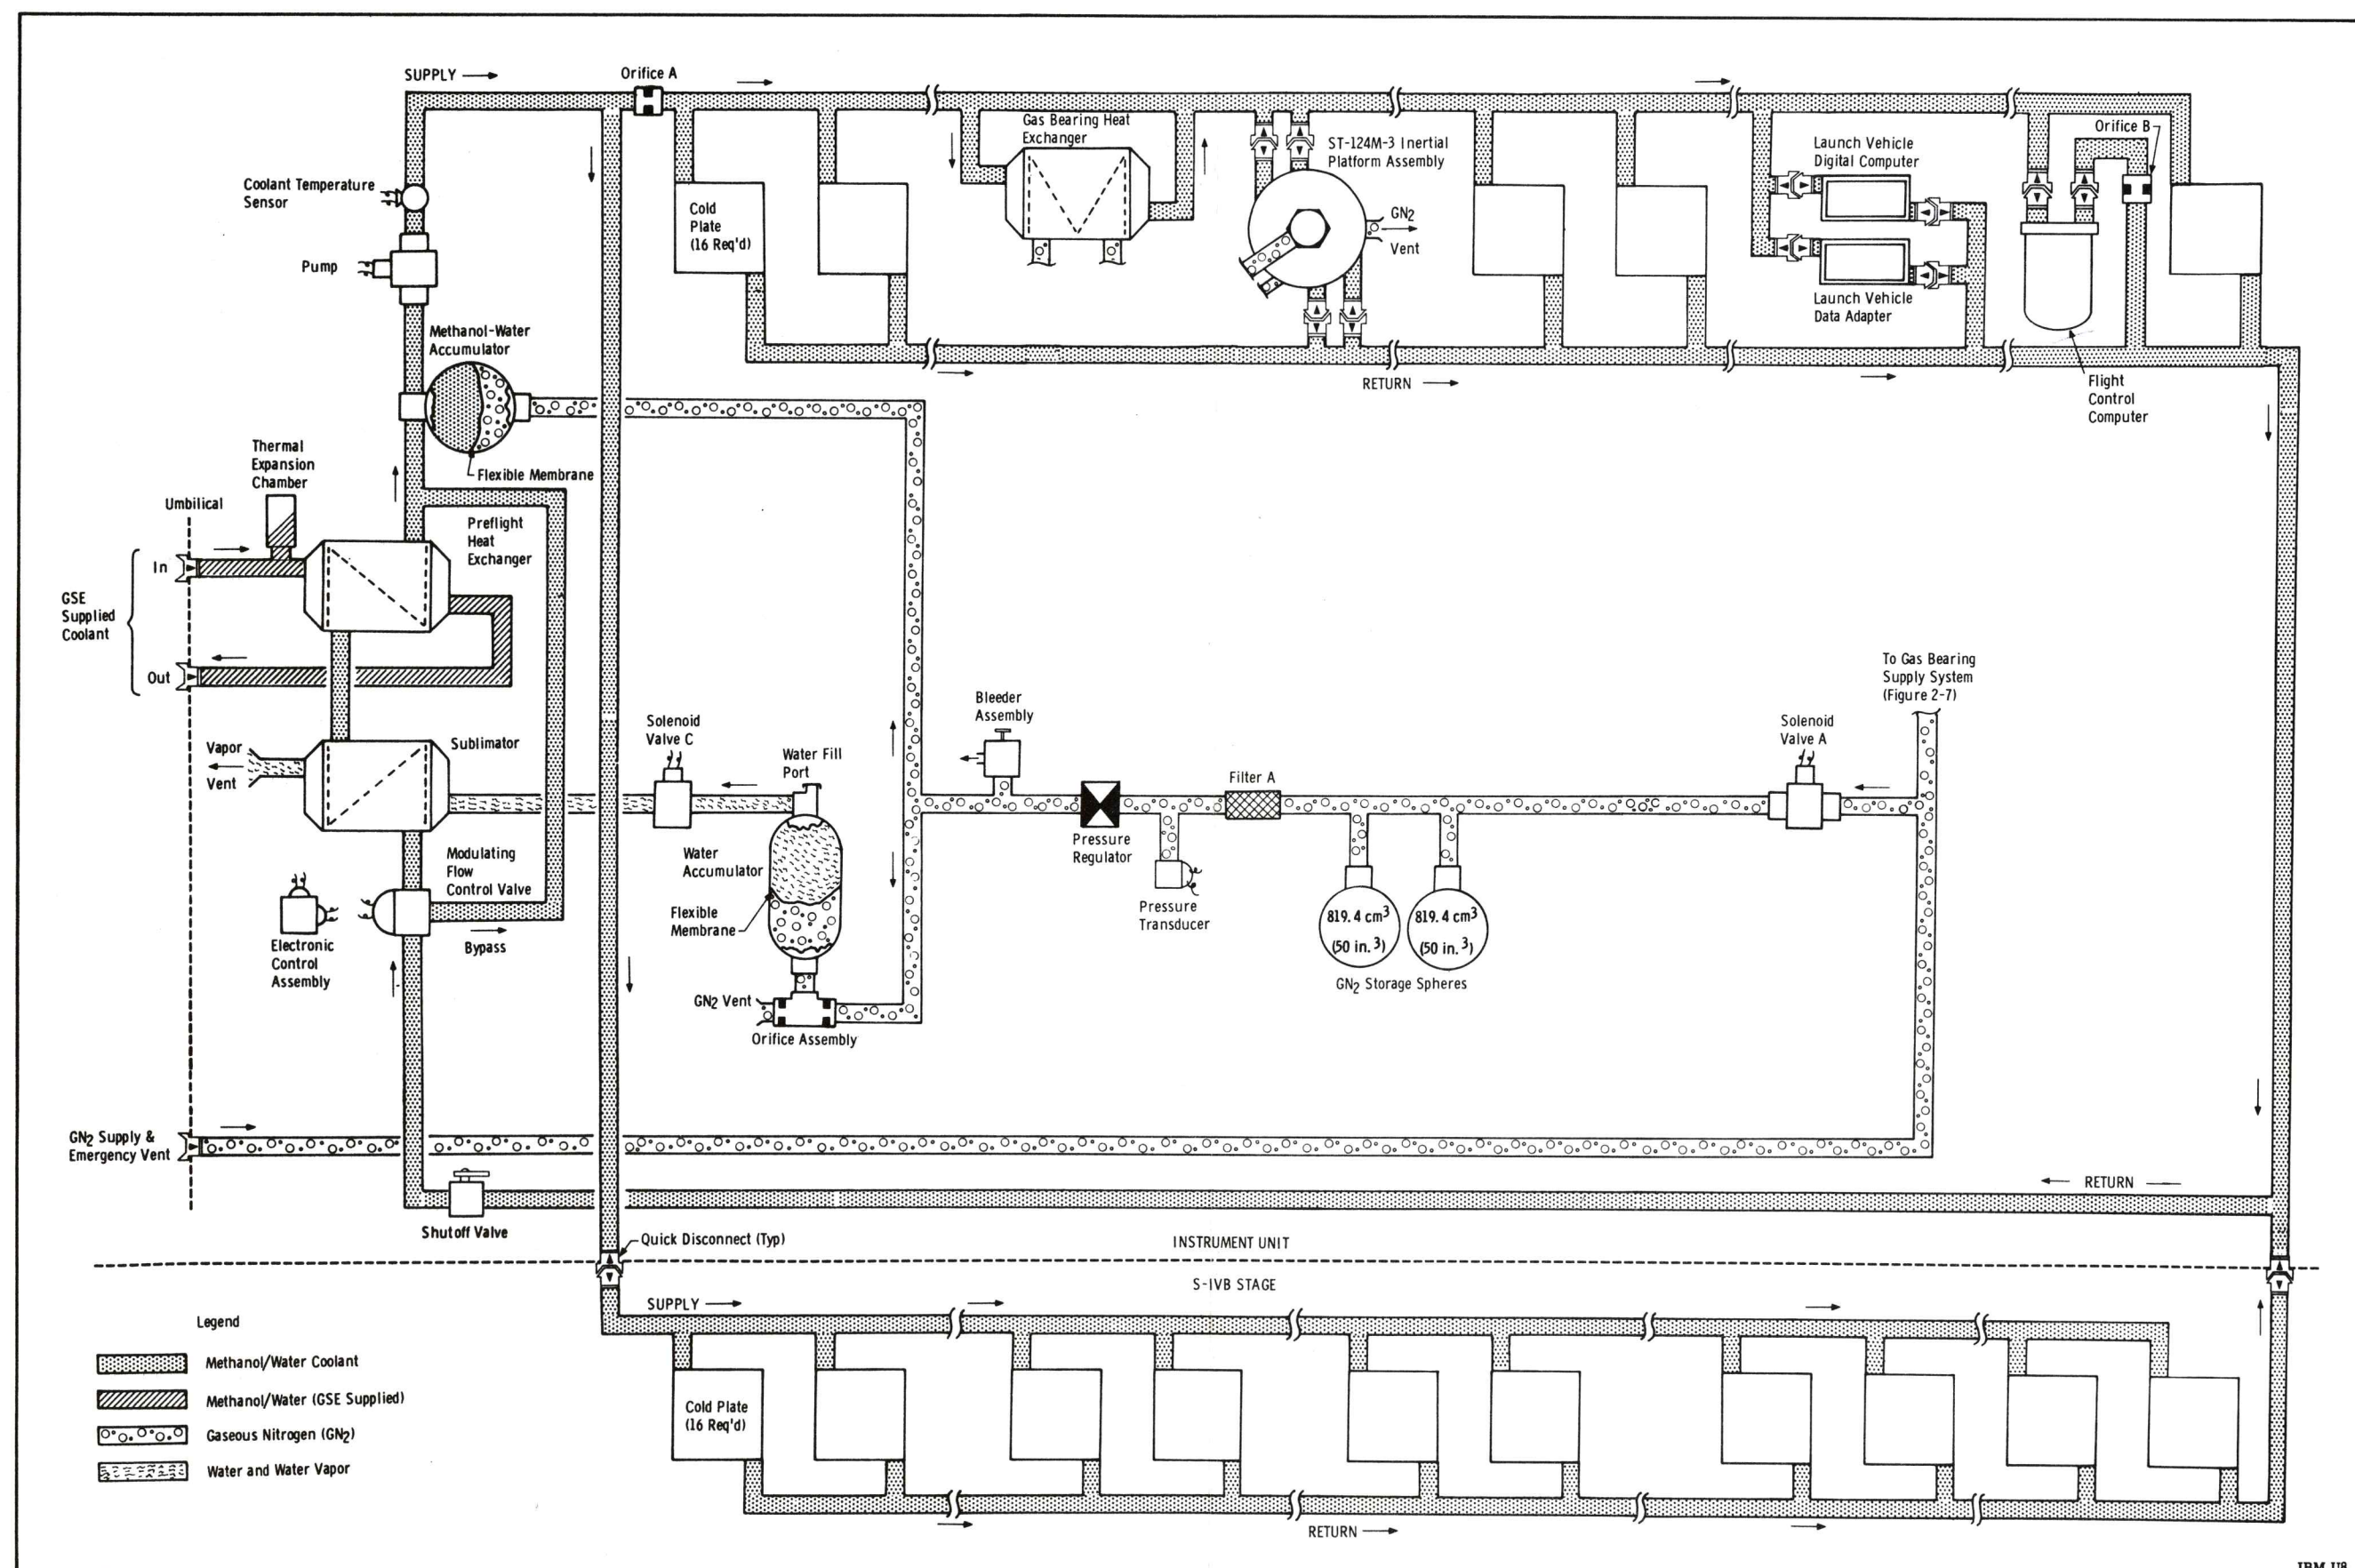 SUPPLY
Orifice A
Coolant Temperature
Sensor
Pump
Methanol-Water
Accumulator
Flexible Membrane
Cold
Plate
(16 Req'd)
Gas Bearing Heat
Exchanger
ST-124M-3 Inertial
Platform Assembly
GN2
Vent
Launch Vehicle
Digital Computer
Launch Vehicle
Data Adapter
Orifice B
Flight
Control
Computer
RETURN
Thermal
Expansion
Chamber
Umbilical
In
GSE
Supplied
Coolant
Out
Preflight
Heat
Exchanger
Vapor
Vent
Sublimator
Solenoid
Valve C
Water Fill
Port
Bleeder
Assembly
Filter A
Pressure
Regulator
Pressure
Transducer
To Gas Bearing
Supply System
(Figure 2-7)
Solenoid
Valve A
Modulating
Flow
Control Valve
Electronic
Control
Assembly
Bypass
Water
Accumulator
Flexible
Membrane
819.4 cm3
(50 in.3)
819.4 cm3
(50 in.3)
GN2 Storage Spheres
GN2 Vent
Orifice Assembly
GN2 Supply &
Emergency Vent
Shutoff Valve
RETURN
Quick Disconnect (Typ)
INSTRUMENT UNIT
S-IVB STAGE
SUPPLY
Cold Plate
(16 Req'd)
RETURN
Legend
Methanol/Water Coolant
Methanol/Water (GSE Supplied)
Gaseous Nitrogen (GN2)
Water and Water Vapor